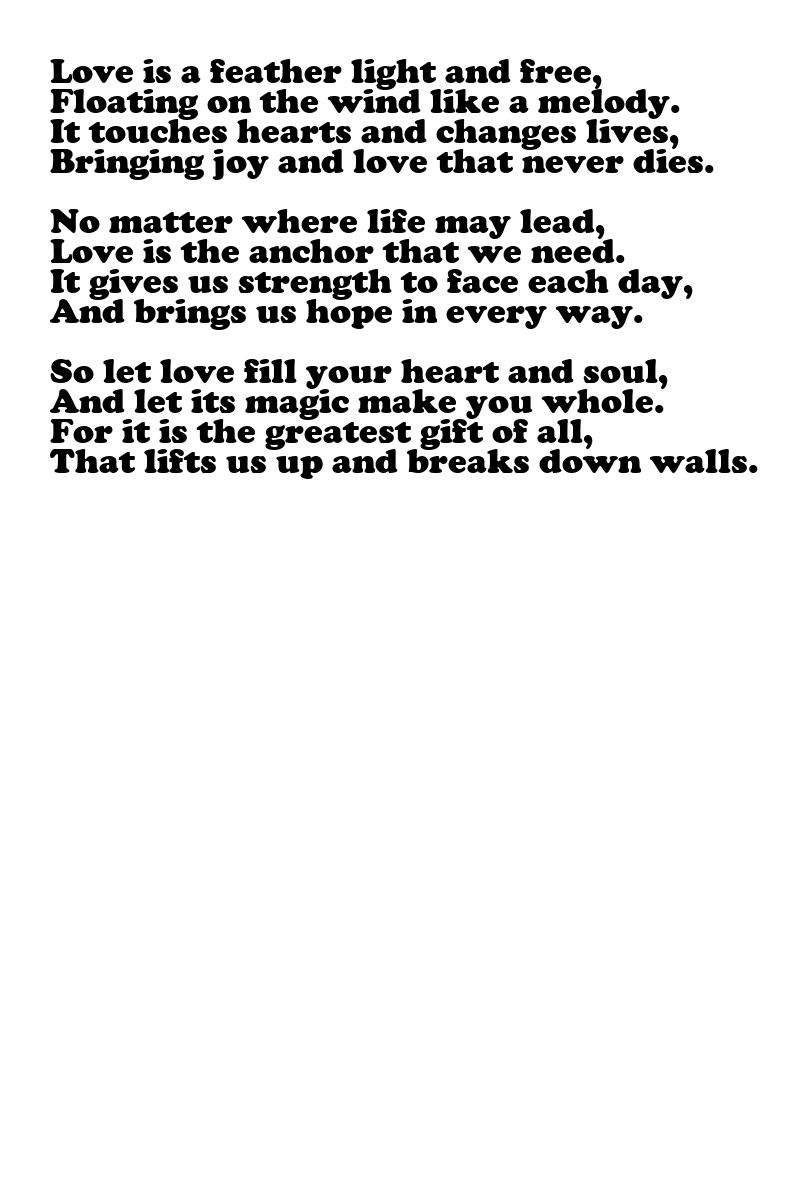 Love is a feather light and free,
Floating on the wind like a melody.
It touches hearts and changes lives,
Bringing joy and love that never dies.

No matter where life may lead,
Love is the anchor that we need.
It gives us strength to face each day,
And brings us hope in every way.

So let love fill your heart and soul,
And let its magic make you whole.
For it is the greatest gift of all,
That lifts us up and breaks down walls.